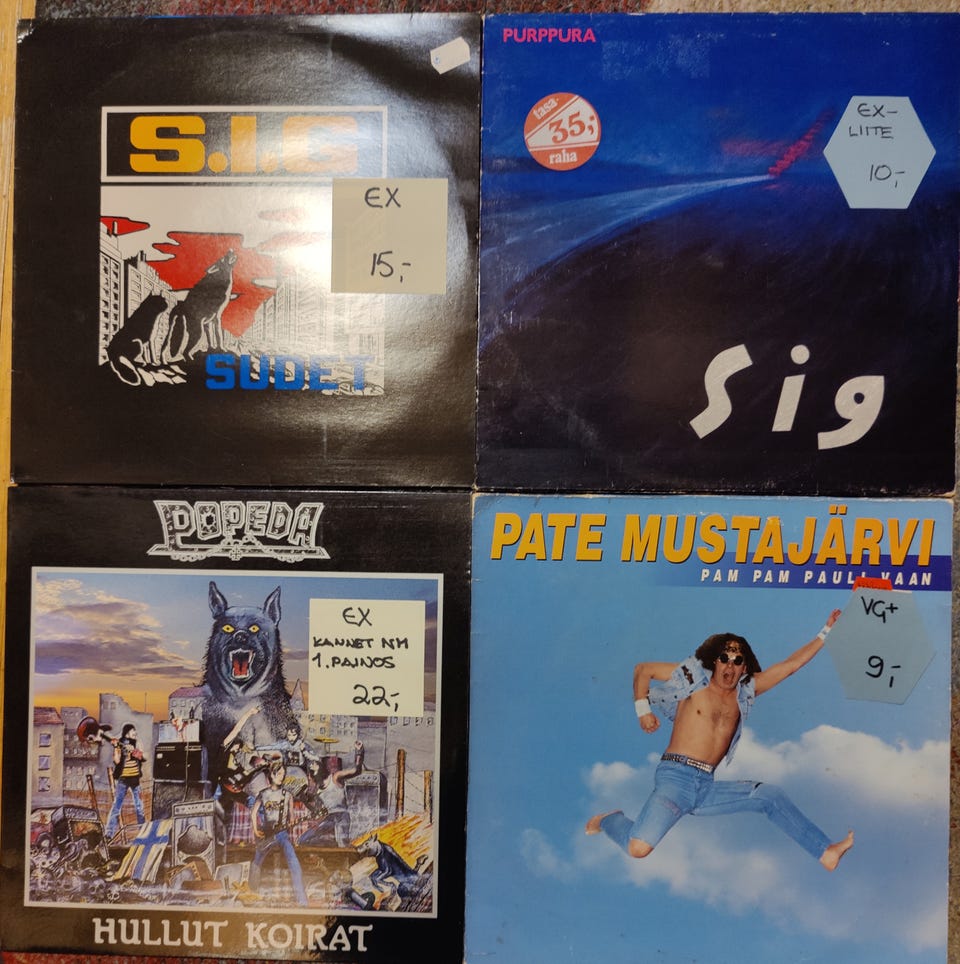 S.I.G
EX
15,-
SUDET
PURPPURA
tasa-
35,-
raha
EX-
LIITE
10,-
Sig
POPEDA
EX
KANNET NM
1. PAINOS
22,-
HULLUT KOIRAT
PATE MUSTAJÄRVI
PAM PAM PAULI VAAN
VG+
9,-